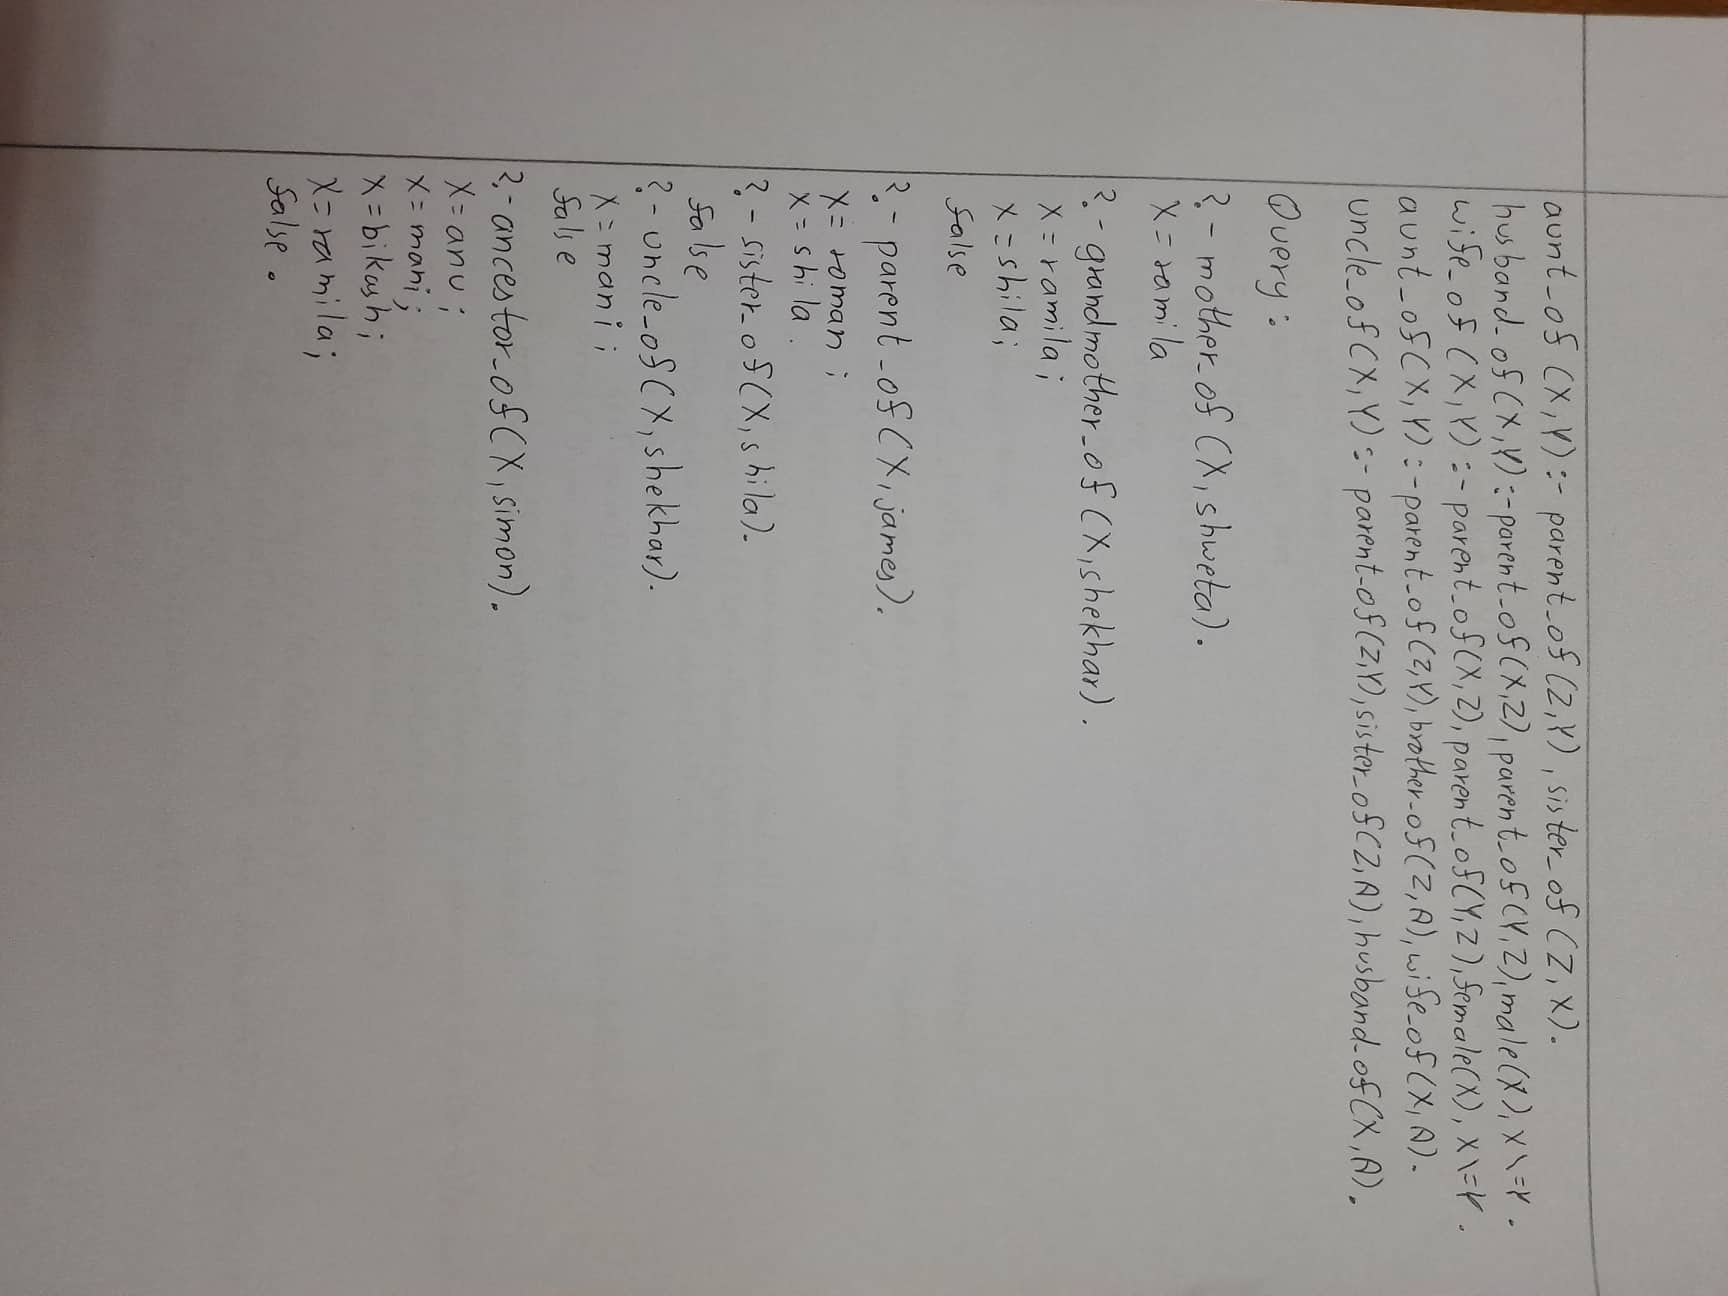 aunt_of (X,Y) :- parent_of (Z,Y), sister_of (Z,X).
husband_of(X,Y) :- parent_of(X,Z), parent_of(Y,Z), male(X), X\=Y.
wife_of (X,Y) :- parent_of(X,Z), parent_of(Y,Z), female(X), X\=Y.
aunt_of(X,Y) :- parent_of(Z,Y), brother_of(Z,A), wife_of(X,A).
uncle_of(X,Y) :- parent_of(Z,Y), sister_of(Z,A), husband_of(X,A).
Query :
?- mother_of (X, shweta).
X = ramila
?- grandmother_of (X, shekhar).
X = ramila ;
X = shila ;
false
?- parent_of (X, james).
X = roman ;
X = shila .
?- sister_of (X, shila).
false
?- uncle_of (X, shekhar).
X = mani ;
false
?- ancestor_of (X, simon).
X = anu ;
X = mani ;
X = bikash ;
X = ramila ;
false .